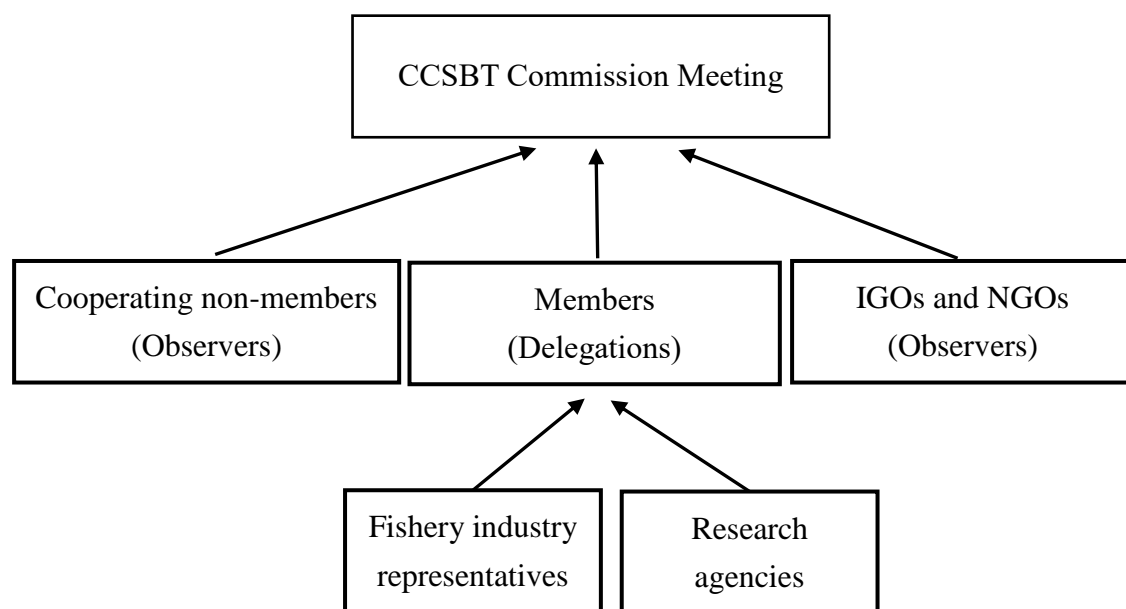 CCSBT Commission Meeting
Cooperating non-members
(Observers)
Members
(Delegations)
IGOs and NGOs
(Observers)
Fishery industry
representatives
Research
agencies